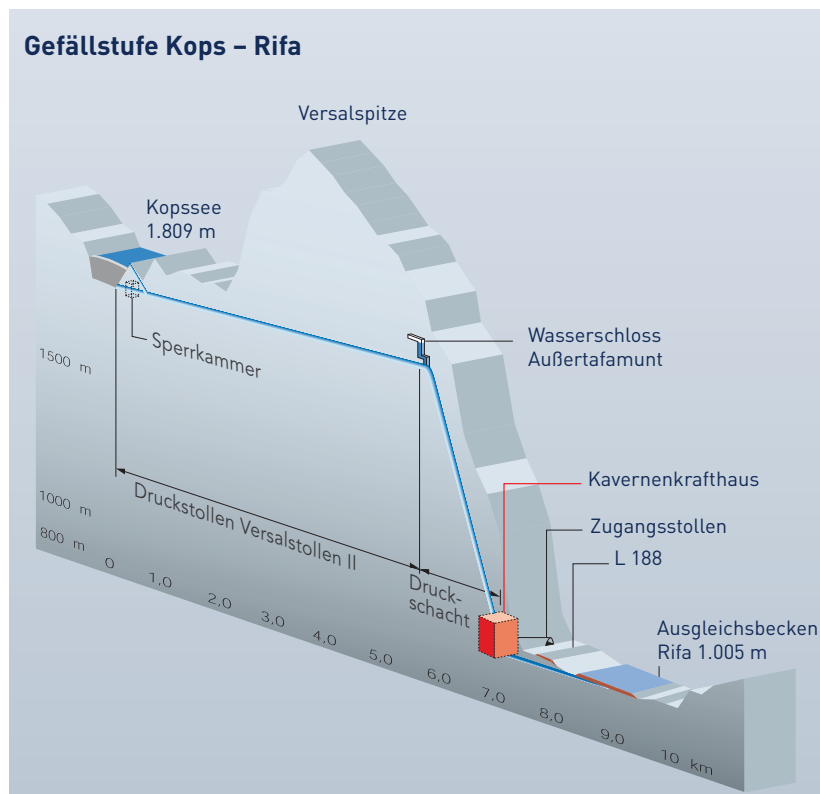 Gefällstufe Kops – Rifa
Versalspitze
Kopssee
1.809 m
Sperrkammer
Wasserschloss
Außertafamunt
1500 m
1000 m
800 m
Druckstollen Versalstollen II
Druck-
schacht
Kavernenkrafthaus
Zugangsstollen
L 188
Ausgleichsbecken
Rifa 1.005 m
0 1,0 2,0 3,0 4,0 5,0 6,0 7,0 8,0 9,0 10 km